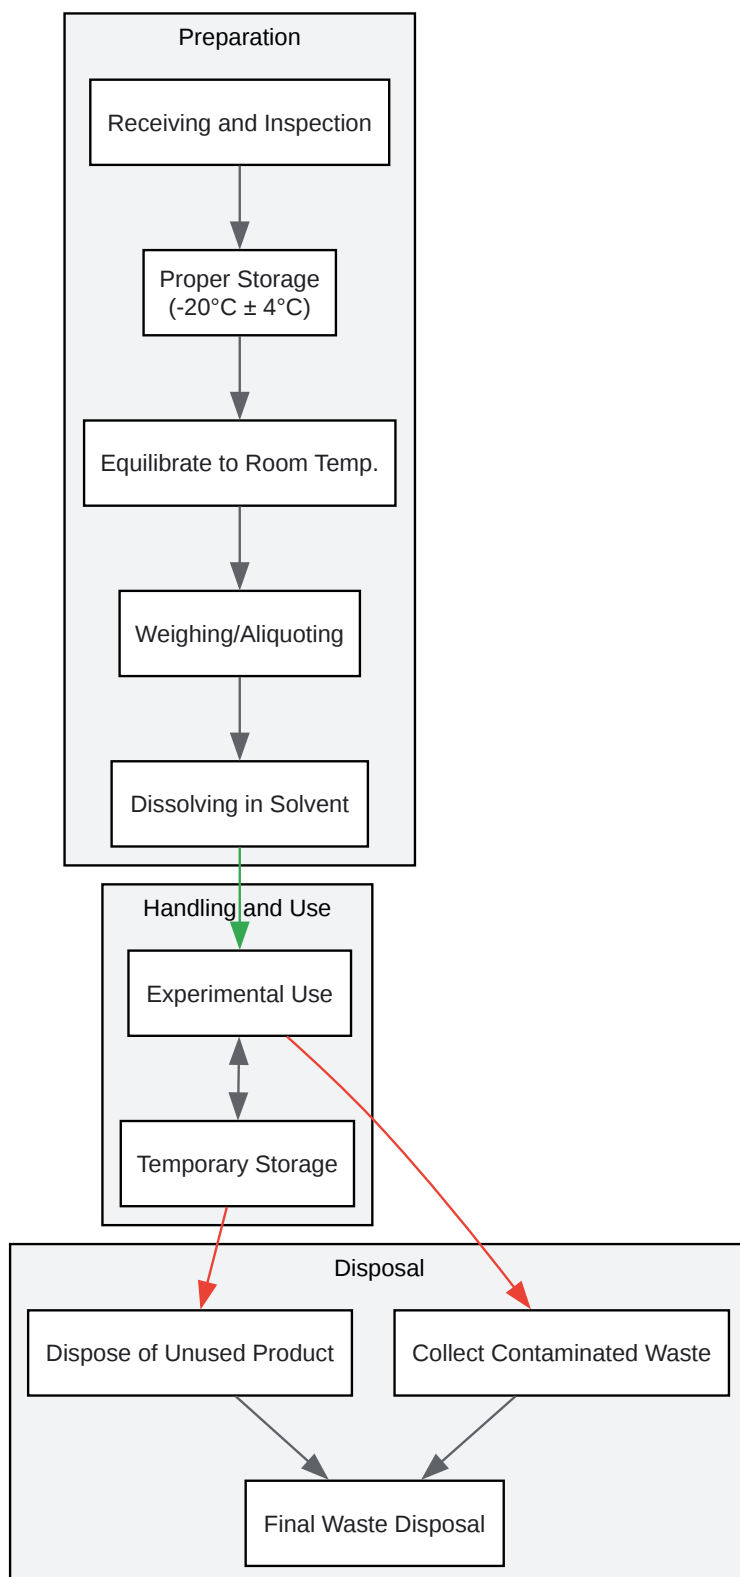 Preparation
Receiving and Inspection
Proper Storage
(-20°C ± 4°C)
Equilibrate to Room Temp.
Weighing/Aliquoting
Dissolving in Solvent
Handling and Use
Experimental Use
Temporary Storage
Disposal
Dispose of Unused Product
Collect Contaminated Waste
Final Waste Disposal